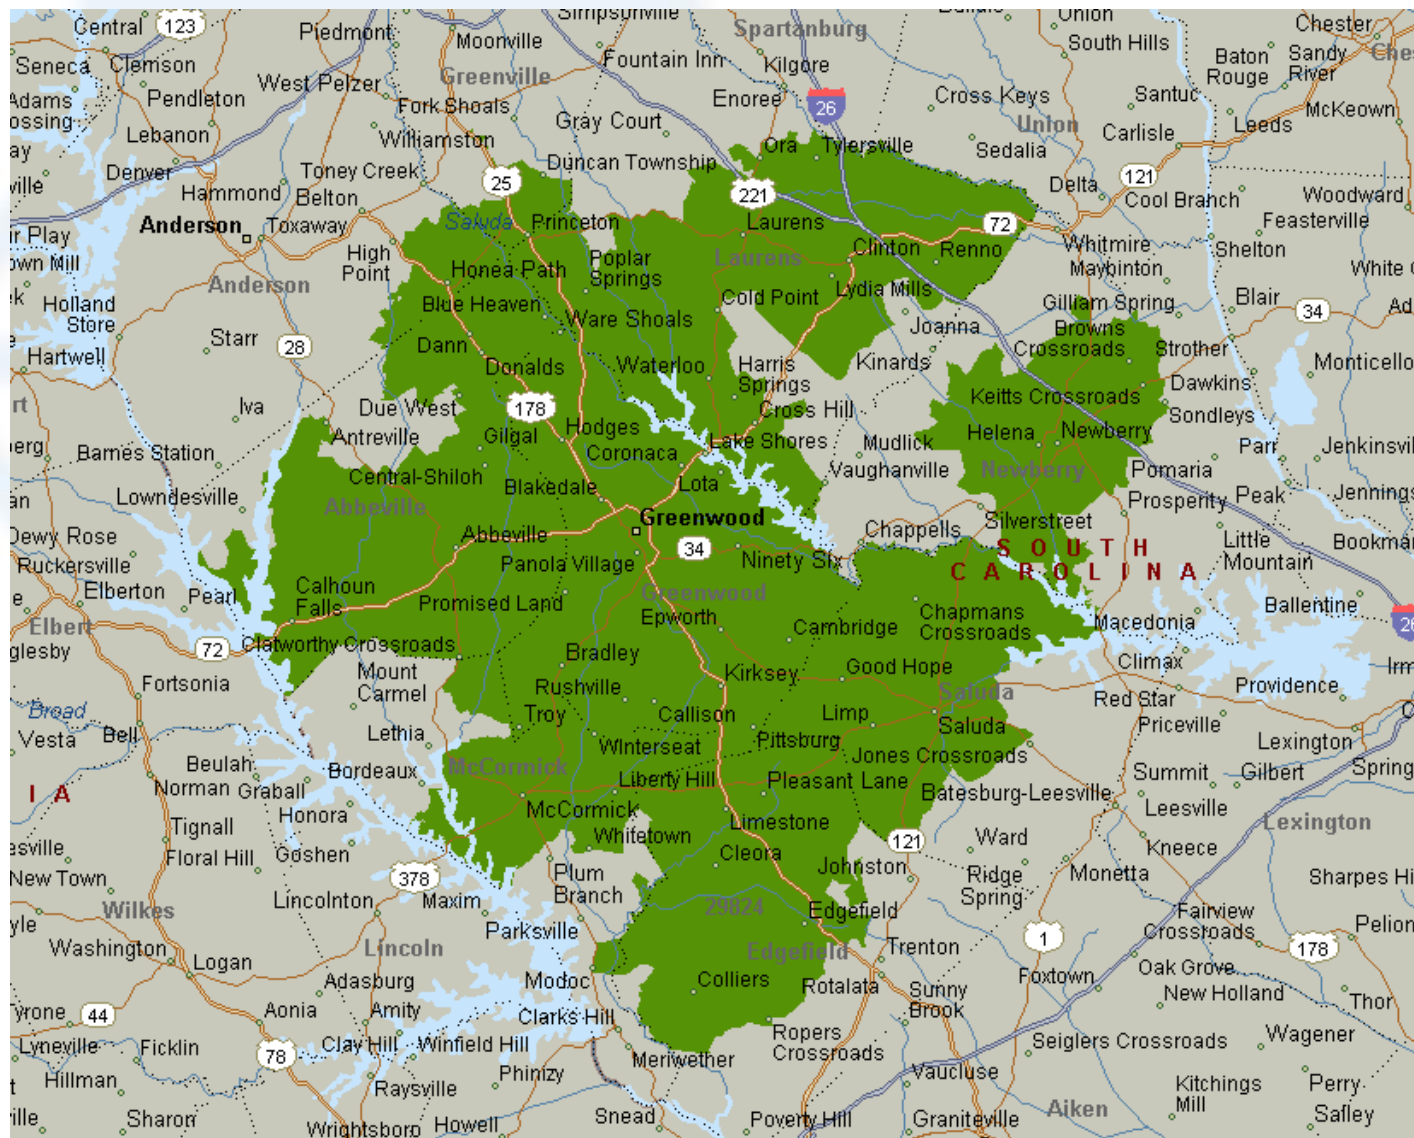 Central
123
Piedmont
Simpsonville
Spartanburg
Union
Chester
Moonville
South Hills
Seneca
Clemson
Greenville
Fountain Inn
Kilgore
Baton
Rouge
Sandy
River
West Pelzer
Adams
Pendleton
Fork Shoals
Enoree
26
Cross Keys
Santuc
McKeown
Lebanon
Williamston
Gray Court
Union
Carlisle
Leeds
Ora
Tylersville
Sedalia
Denver
Toney Creek
25
Duncan Township
121
Hammond
Belton
221
Delta
Cool Branch
Woodward
Anderson
Toxaway
Saluda
Princeton
Laurens
72
Feasterville
High
Point
Clinton
Renno
Whitmire
Shelton
Honea Path
Poplar
Springs
Laurens
Maybinton
Anderson
Holland
Store
Blue Heaven
Cold Point
Lydia Mills
Gilliam Spring
Blair
34
Starr
28
Ware Shoals
Joanna
Browns
Crossroads
Strother
Hartwell
Dann
Donalds
Waterloo
Harris
Springs
Kinards
Monticello
Dawkins
Iva
Due West
178
Cross Hill
Keitts Crossroads
Sondleys
Antreville
Gilgal
Hodges
Lake Shores
Mudlick
Helena
Newberry
Parr
Barnes Station
Coronaca
Vaughanville
Newberry
Pomaria
Lowndesville
Central-Shiloh
Blakedale
Lota
Prosperity
Peak
Abbeville
Greenwood
Chappells
Silverstreet
Dewy Rose
Abbeville
34
Ninety Six
SOUTH
CAROLINA
Little
Mountain
Ruckersville
Panola Village
Elberton
Pearl
Calhoun
Falls
Promised Land
Greenwood
Epworth
Chapmans
Crossroads
Ballentine
26
Elbert
72
Clatworthy Crossroads
Cambridge
Macedonia
Mount
Carmel
Bradley
Kirksey
Good Hope
Climax
Fortsonia
Rushville
Saluda
Red Star
Providence
Broad
Troy
Callison
Limp
Saluda
Priceville
Vesta
Bell
Lethia
Winterseat
Pittsburg
Jones Crossroads
Lexington
Beulah
Bordeaux
McCormick
Liberty Hill
Pleasant Lane
Summit
Gilbert
Spring
I A
Norman
Graball
McCormick
Batesburg-Leesville
Leesville
Honora
Whitetown
Limestone
Lexington
Tignall
Floral Hill
Goshen
Cleora
121
Ward
Kneece
New Town
378
Plum
Branch
Johnston
Ridge
Spring
Monetta
Lincolnton
Maxim
29824
Wilkes
Edgefield
Fairview
Crossroads
Pelion
Washington
Lincoln
Parksville
Edgefield
Trenton
1
178
Logan
Adasburg
Modoc
Colliers
Rotalata
Sunny
Brook
Foxtown
Oak Grove
New Holland
Thor
44
Aonia
Amity
Clarks Hill
Ropers
Crossroads
Wagener
Lyneville
Ficklin
78
Clay Hill
Winfield Hill
Meriwether
Seiglers Crossroads
Hillman
Raysville
Phinizy
Vaucluse
Kitchings
Mill
Perry
Sharon
Wrightsboro
Howell
Snead
Poverty Hill
Graniteville
Aiken
Salley